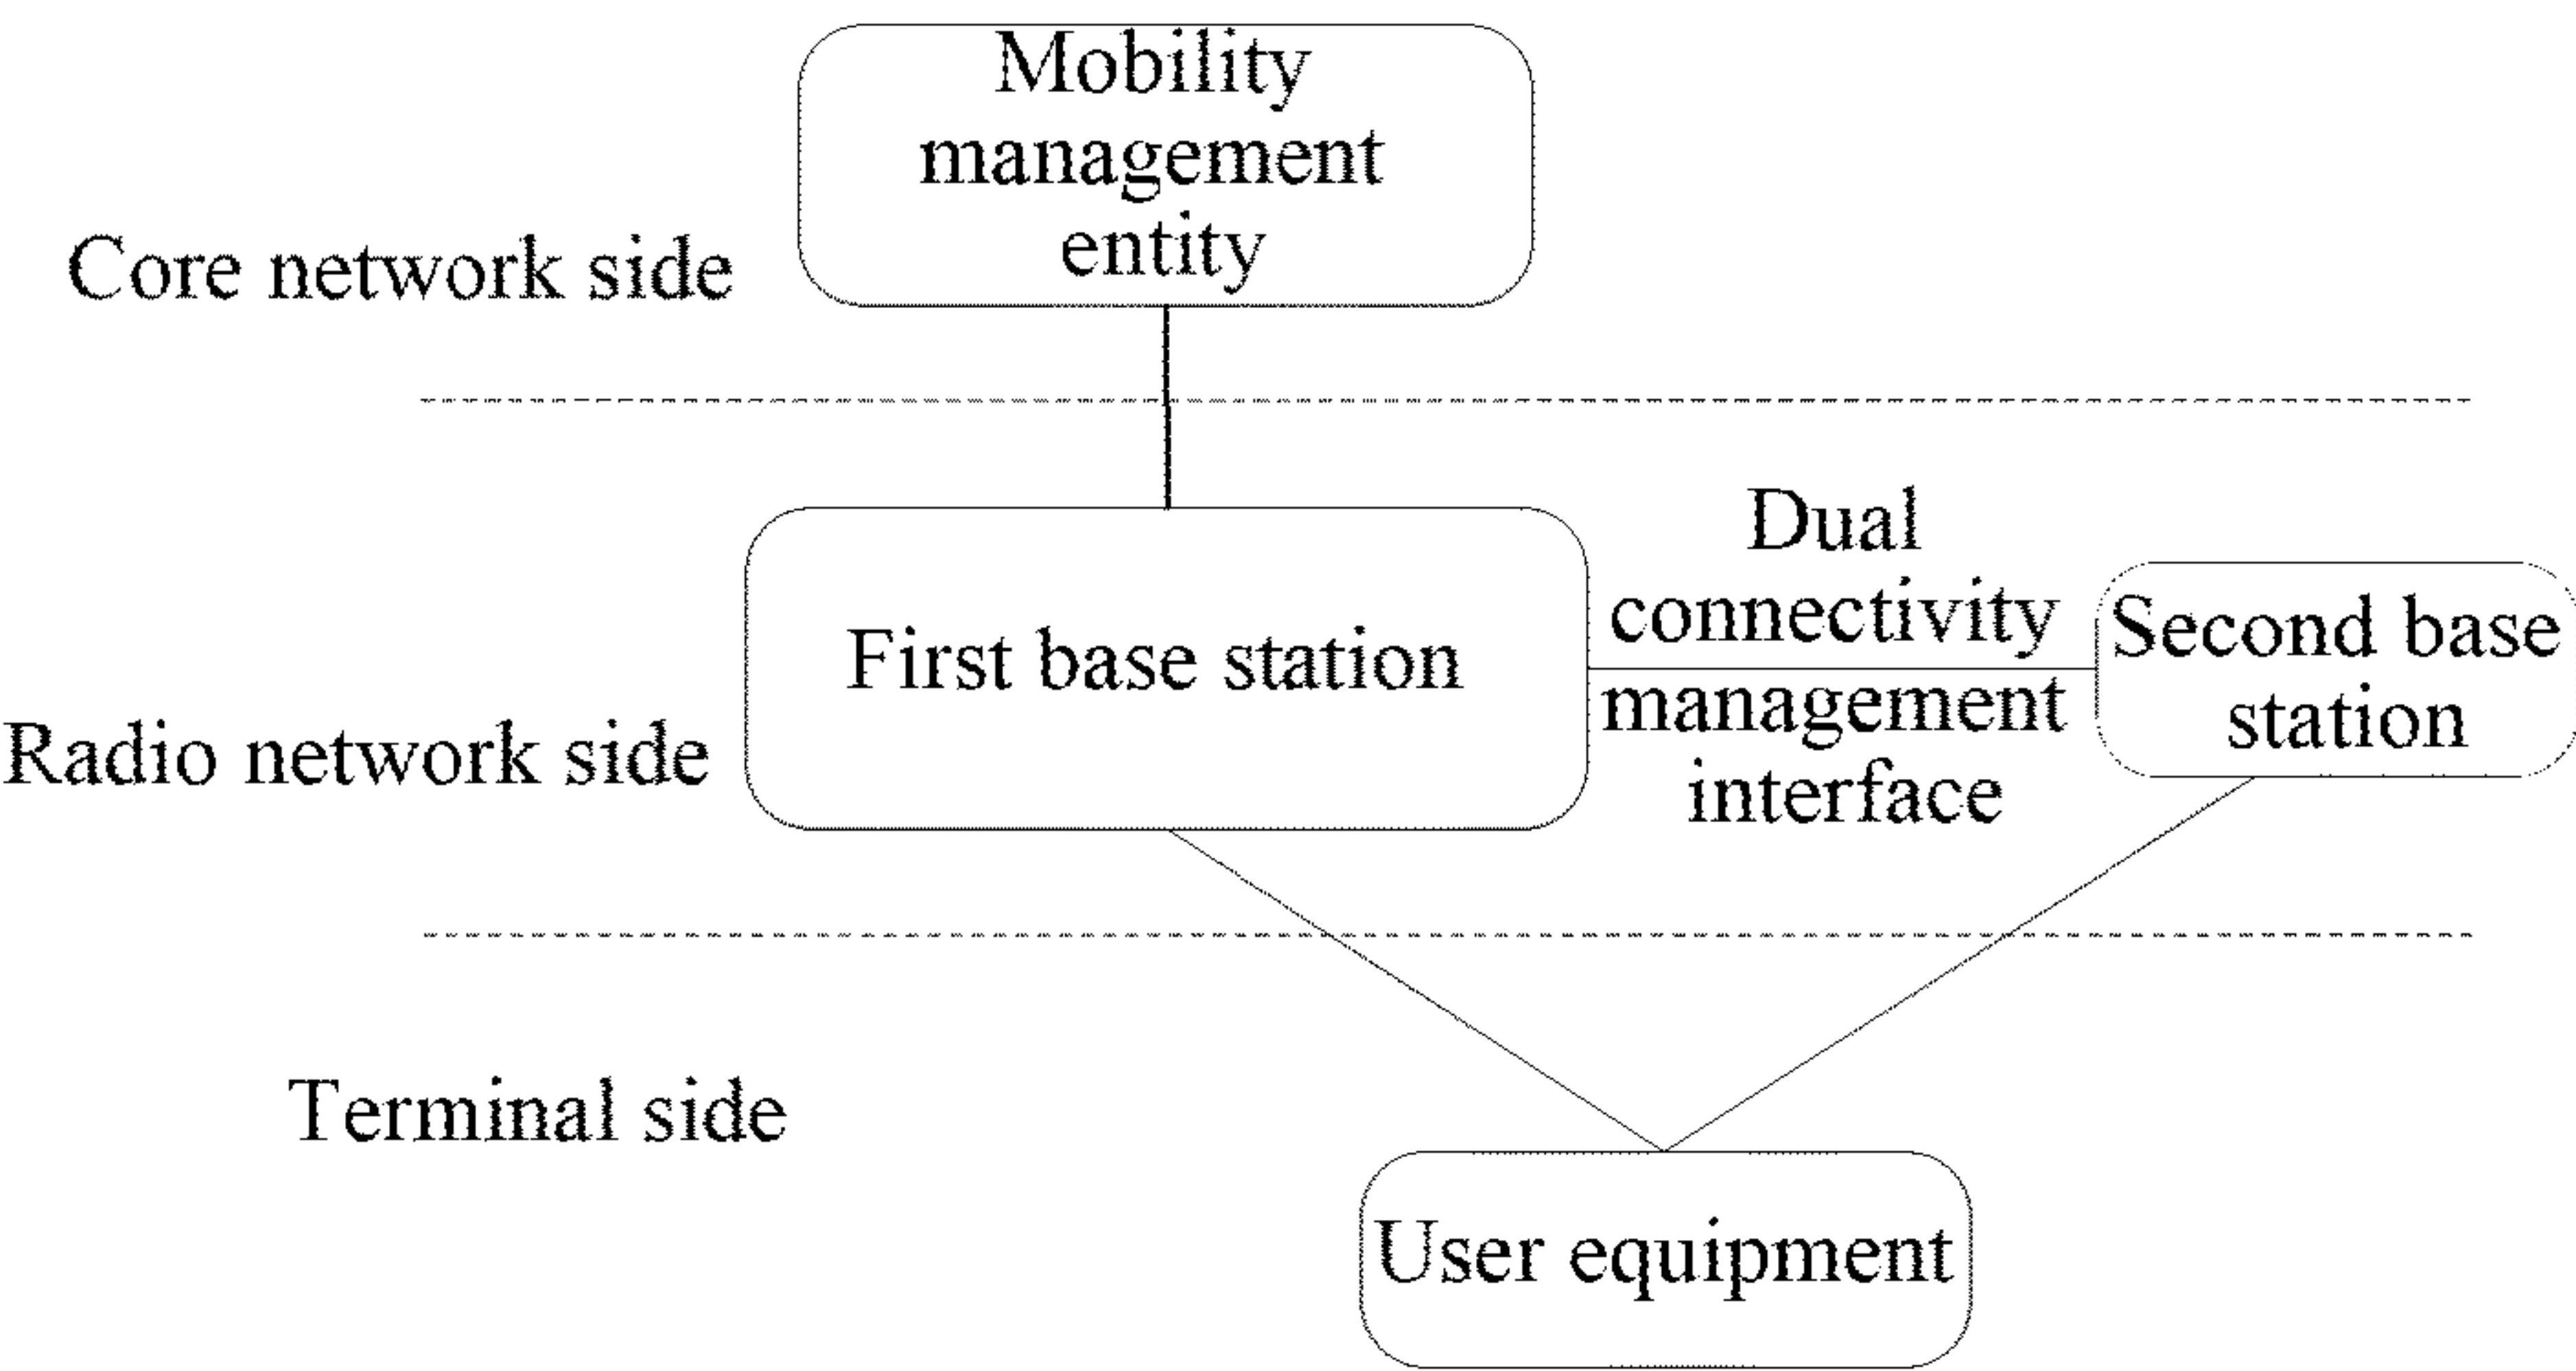 Mobility
management
entity
Core network side
Dual
connectivity
management
interface
First base station
Second base
station
Radio network side
Terminal side
User equipment